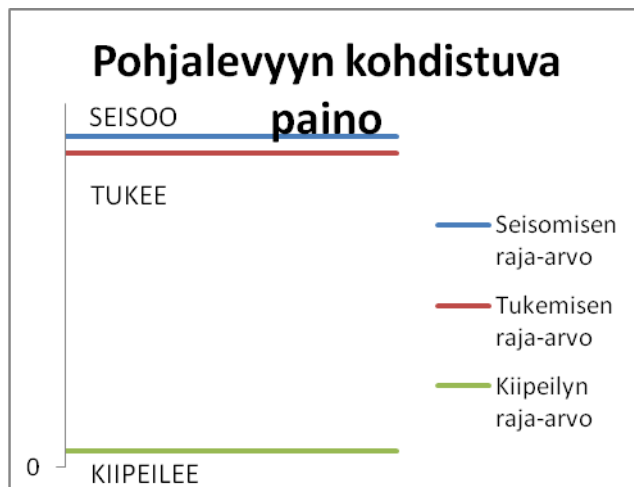 Pohjalevyyn kohdistuva
paino
SEISOO
TUKEE
Seisomisen
raja-arvo
Tukemisen
raja-arvo
Kiipeilyn
raja-arvo
0
KIIPEILEE